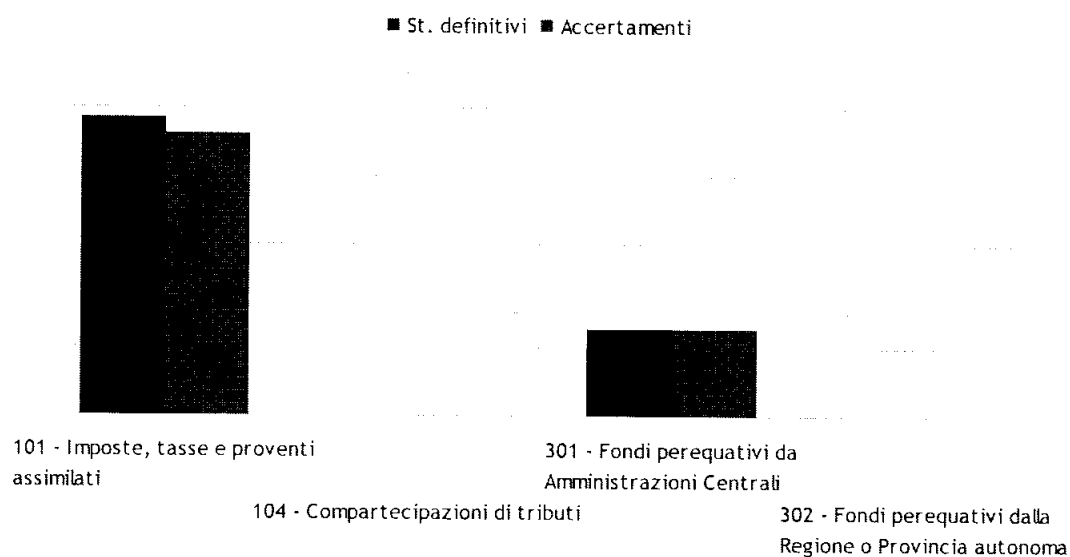 St. definitivi Accertamenti
101 - Imposte, tasse e proventi
assimilati
104 - Compartecipazioni di tributi
301 - Fondi perequativi da
Amministrazioni Centrali
302 - Fondi perequativi dalla
Regione o Provincia autonoma